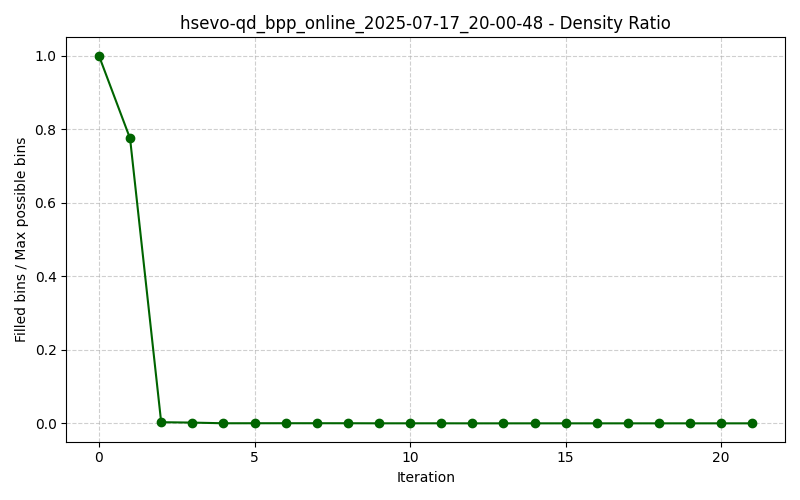 hsevo-qd_bpp_online_2025-07-17_20-00-48 - Density Ratio
Filled bins / Max possible bins
1.0
0.8
0.6
0.4
0.2
0.0
0 5 10 15 20
Iteration